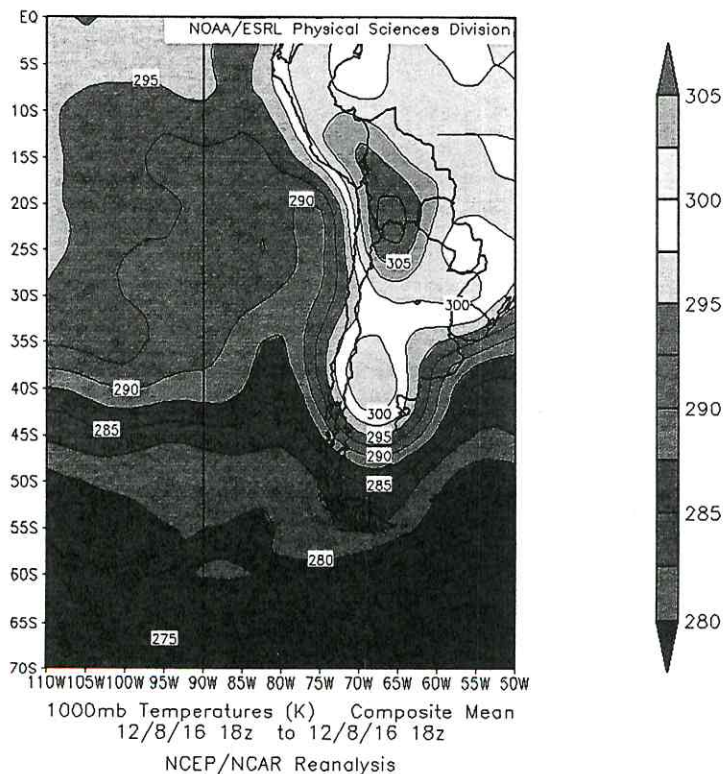 NOAA/ESRL Physical Sciences Division
EQ
5S
10S
15S
20S
25S
30S
35S
40S
45S
50S
55S
60S
65S
70S
110W 105W 100W 95W 90W 85W 80W 75W 70W 65W 60W 55W 50W
295
290
305
300
290
285
300
295
290
285
280
275
305
300
295
290
285
280
1000mb Temperatures (K) Composite Mean
12/8/16 18z to 12/8/16 18z
NCEP/NCAR Reanalysis